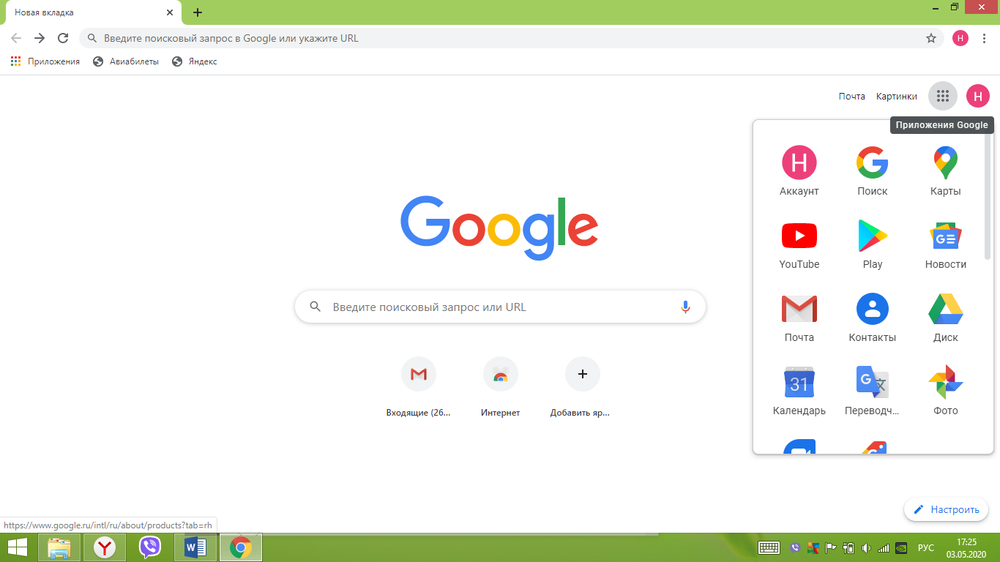 Новая вкладка
Введите поисковый запрос в Google или укажите URL
Н
Приложения Авиабилеты Яндекс
Почта Картинки Н
Приложения Google
Н
Аккаунт Поиск Карты
YouTube Play Новости
Google
Введите поисковый запрос или URL
Почта Контакты Диск
31
Календарь Переводч... Фото
Входящие (26... Интернет Добавить яр...
Настроить
https://www.google.ru/intl/ru/about/products?tab=rh
РУС
17:25
03.05.2020